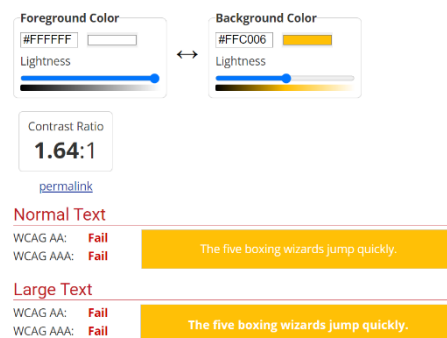 Foreground Color
#FFFFFF
Lightness
Background Color
#FFC006
Lightness
Contrast Ratio
1.64:1
permalink
Normal Text
WCAG AA: Fail
WCAG AAA: Fail
The five boxing wizards jump quickly.
Large Text
WCAG AA: Fail
WCAG AAA: Fail
The five boxing wizards jump quickly.